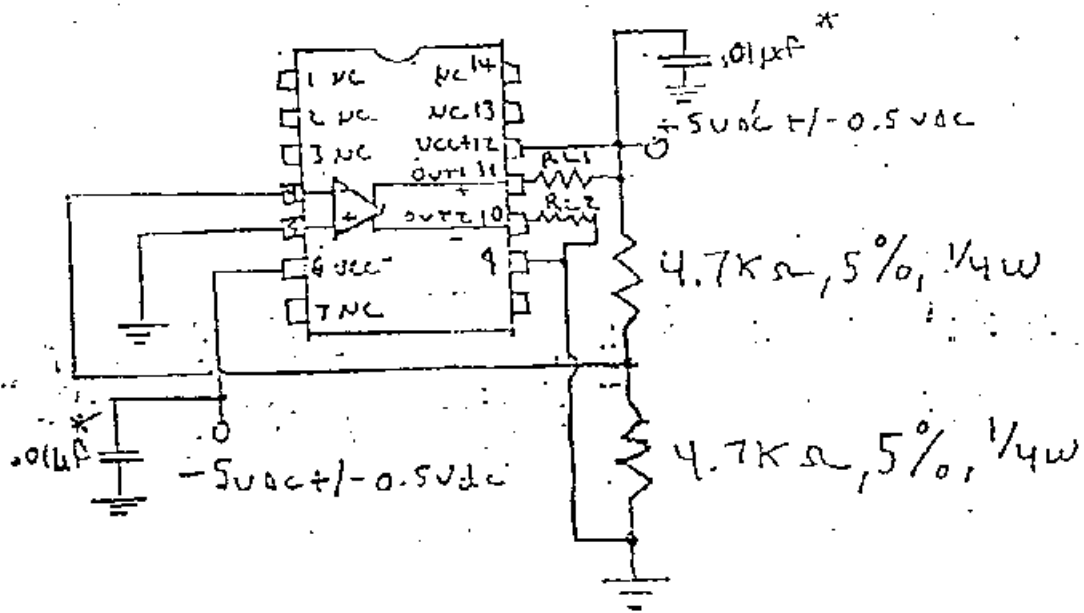 *
.01µf
1 NC
NC 14
2 NC
NC 13
+5VDC +/- 0.5VDC
3 NC
VCC+12
RL1
OUT1 11
+
-
+
RL2
OUT2 10
-
5
6 VCC-
9
4.7KΩ, 5%, 1/4W
7 NC
*
.01µf
-5VDC +/- 0.5Vdc
4.7KΩ, 5%, 1/4W